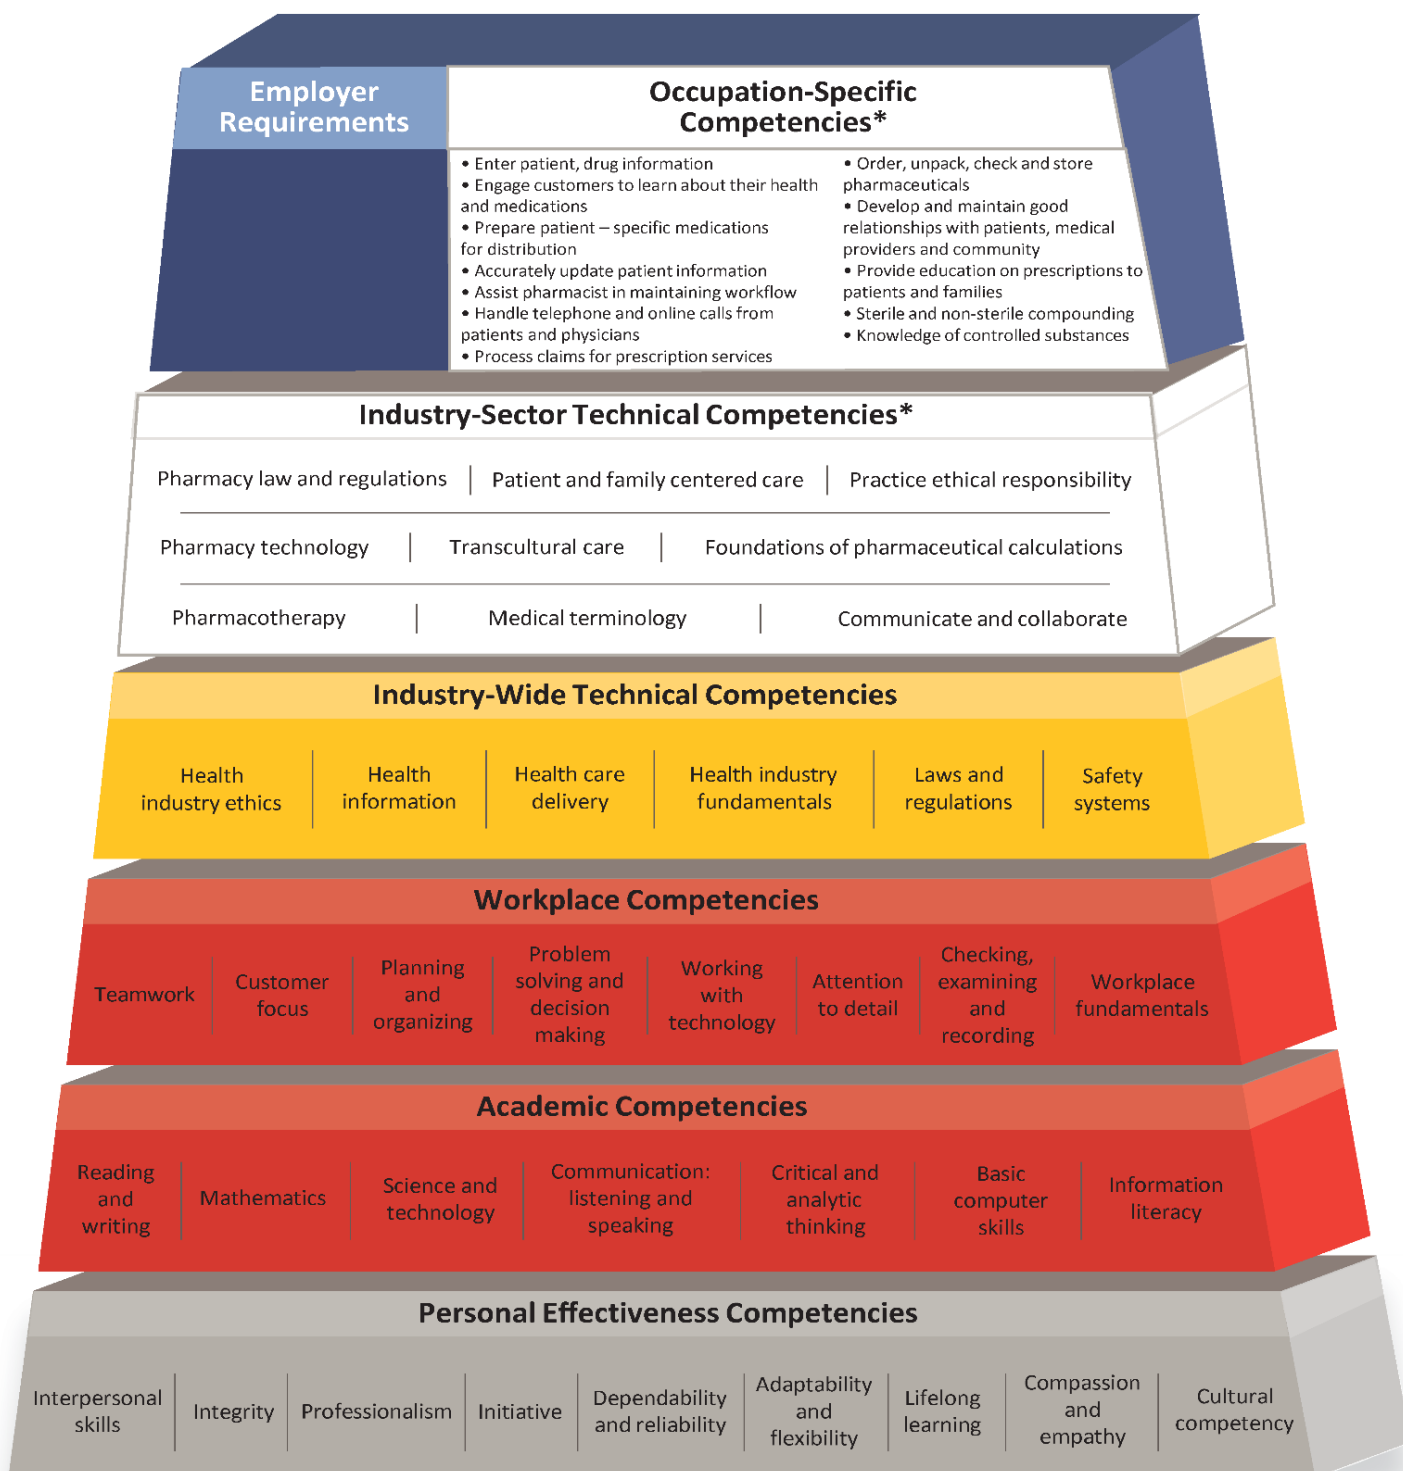 Employer
Requirements
Occupation-Specific
Competencies*
• Enter patient, drug information
• Engage customers to learn about their health
and medications
• Prepare patient – specific medications
for distribution
• Accurately update patient information
• Assist pharmacist in maintaining workflow
• Handle telephone and online calls from
patients and physicians
• Process claims for prescription services
• Order, unpack, check and store
pharmaceuticals
• Develop and maintain good
relationships with patients, medical
providers and community
• Provide education on prescriptions to
patients and families
• Sterile and non-sterile compounding
• Knowledge of controlled substances
Industry-Sector Technical Competencies*
Pharmacy law and regulations
Patient and family centered care
Practice ethical responsibility
Pharmacy technology
Transcultural care
Foundations of pharmaceutical calculations
Pharmacotherapy
Medical terminology
Communicate and collaborate
Industry-Wide Technical Competencies
Health
industry ethics
Health
information
Health care
delivery
Health industry
fundamentals
Laws and
regulations
Safety
systems
Workplace Competencies
Teamwork
Customer
focus
Planning
and
organizing
Problem
solving and
decision
making
Working
with
technology
Attention
to detail
Checking,
examining
and
recording
Workplace
fundamentals
Academic Competencies
Reading
and
writing
Mathematics
Science and
technology
Communication:
listening and
speaking
Critical and
analytic
thinking
Basic
computer
skills
Information
literacy
Personal Effectiveness Competencies
Interpersonal
skills
Integrity
Professionalism
Initiative
Dependability
and reliability
Adaptability
and
flexibility
Lifelong
learning
Compassion
and
empathy
Cultural
competency